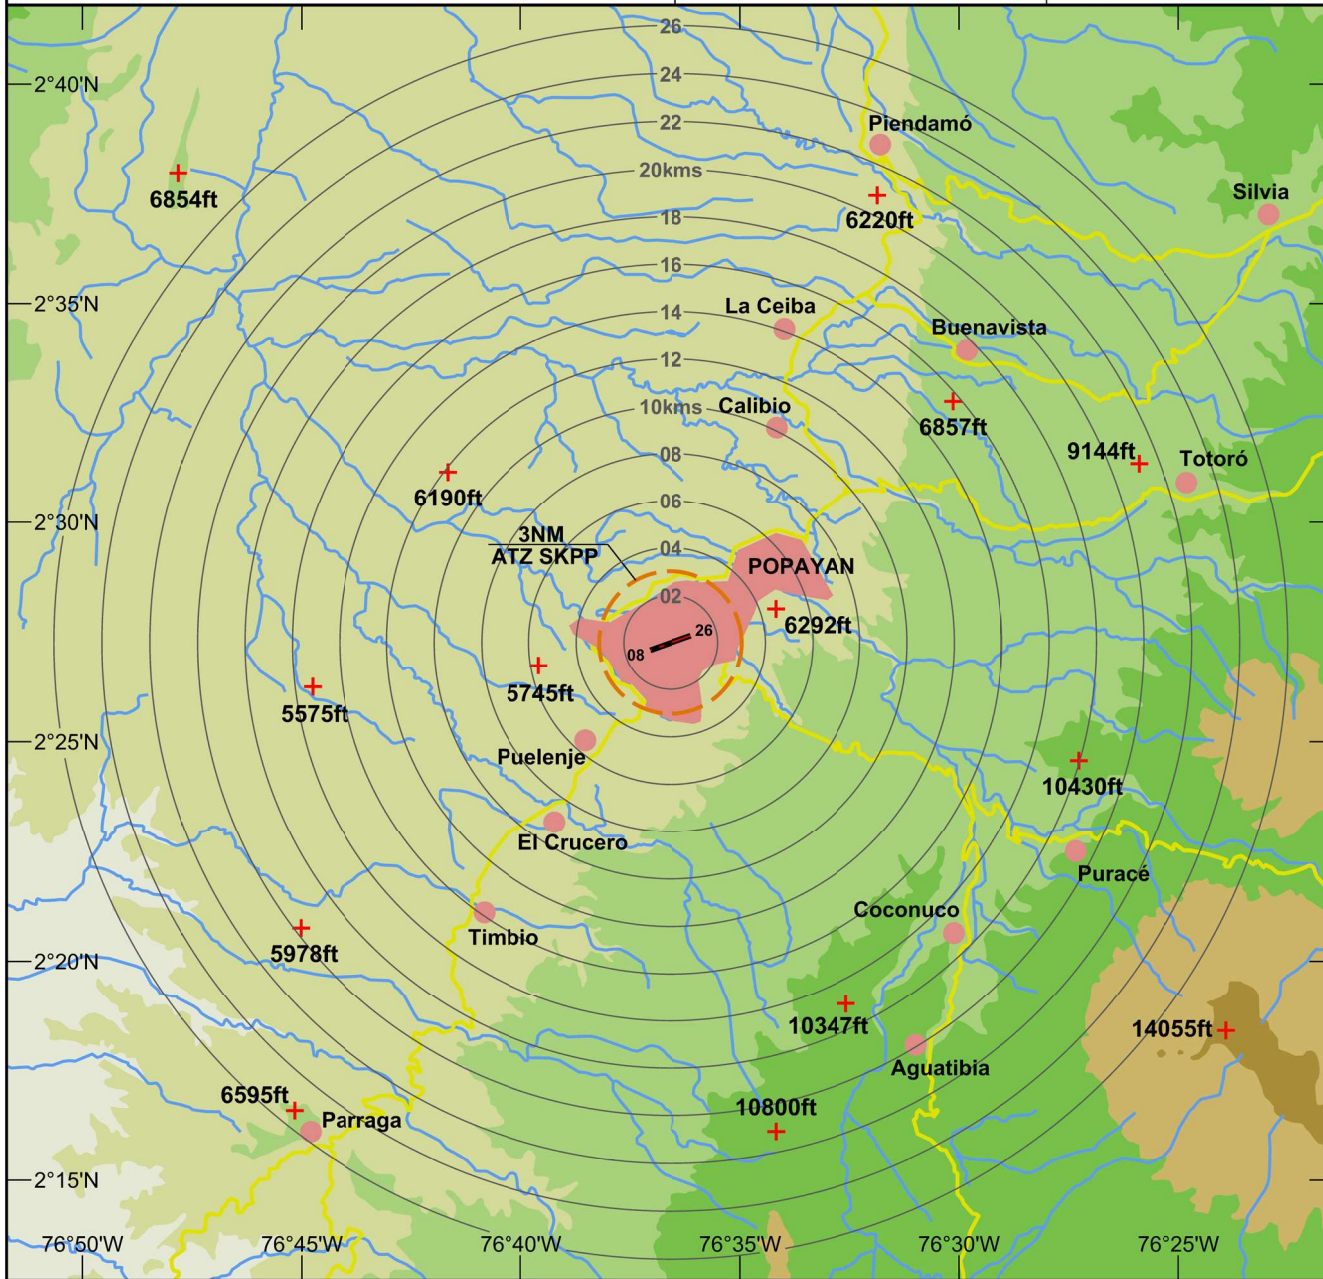 26
2°40'N
24
22
Piendamó
20kms
6854ft
Silvia
18
6220ft
16
2°35'N
La Ceiba
14
Buenavista
12
10kms
Calibio
6857ft
08
9144ft
Totoró
6190ft
06
2°30'N
3NM
ATZ SKPP
04
POPAYAN
02
6292ft
26
08
5745ft
5575ft
2°25'N
Puelenje
10430ft
El Crucero
Puracé
Coconuco
Timbio
5978ft
2°20'N
10347ft
14055ft
Aguatibia
6595ft
10800ft
Parraga
2°15'N
76°50'W
76°45'W
76°40'W
76°35'W
76°30'W
76°25'W